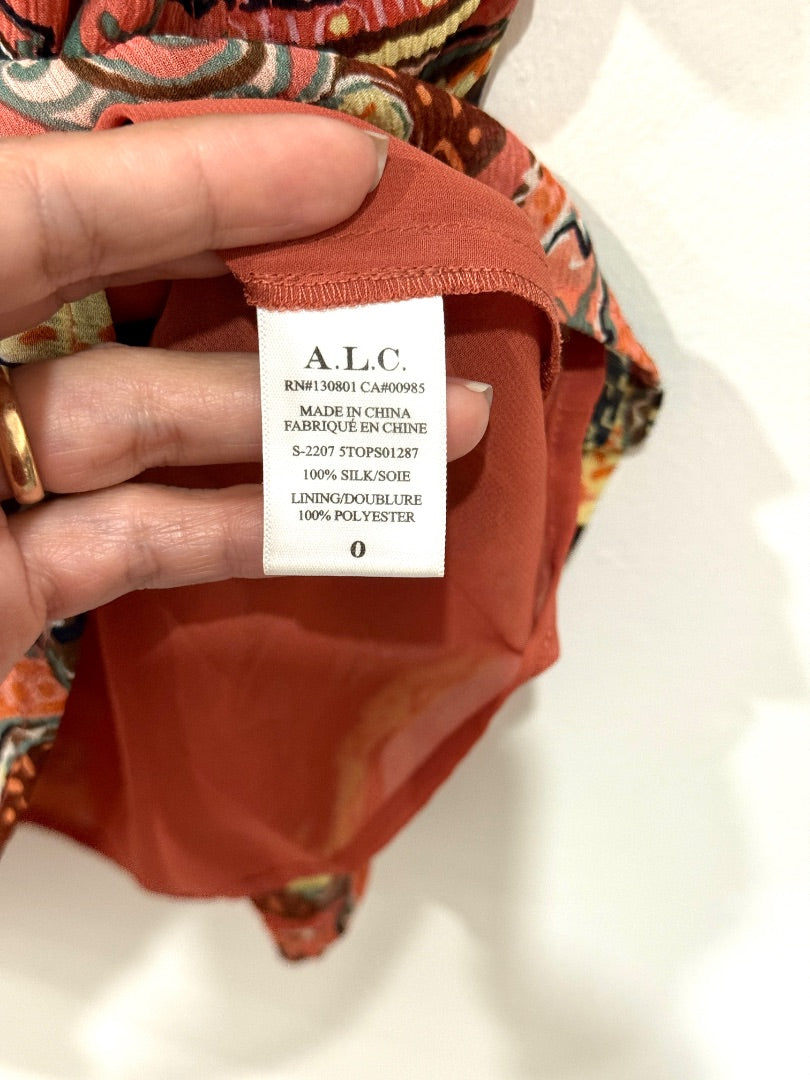 A.L.C.
RN#130801 CA#00985
MADE IN CHINA
FABRIQUÉ EN CHINE
S-2207 5TOPS01287
100% SILK/SOIE
LINING/DOUBLURE
100% POLYESTER
0